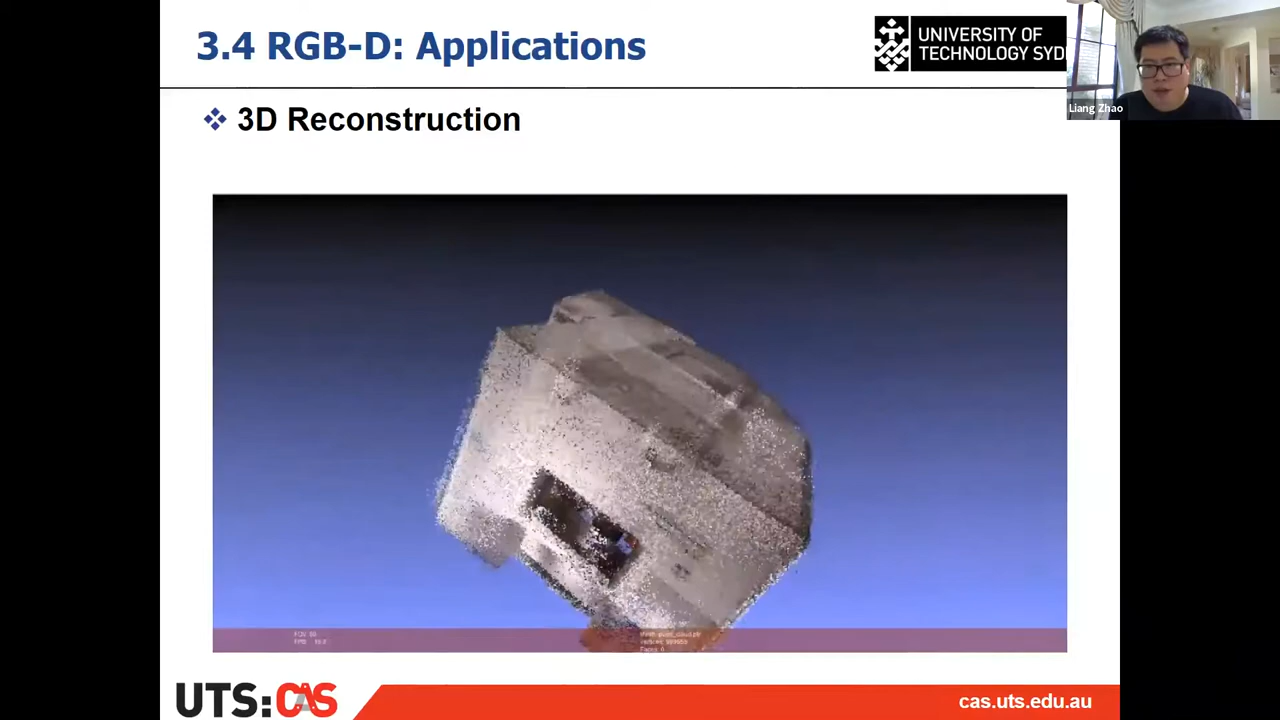 3.4 RGB-D: Applications
UNIVERSITY OF
TECHNOLOGY SYD
Liang Zhao
3D Reconstruction
UTS:CAS
cas.uts.edu.au